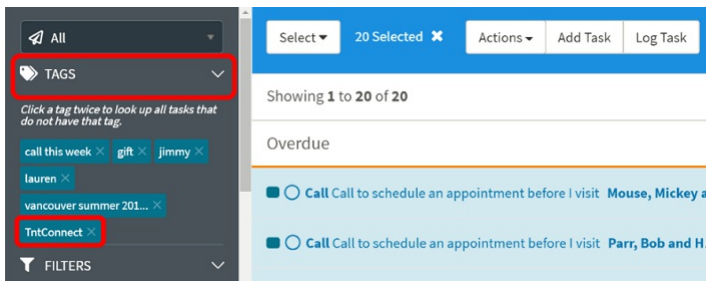 All
TAGS
Click a tag twice to look up all tasks that
do not have that tag.
call this week × gift × jimmy ×
lauren ×
vancouver summer 201... ×
TntConnect ×
FILTERS
Select 20 Selected ✖ Actions Add Task Log Task
Showing 1 to 20 of 20
Overdue
Call Call to schedule an appointment before I visit Mouse, Mickey a
Call Call to schedule an appointment before I visit Parr, Bob and H